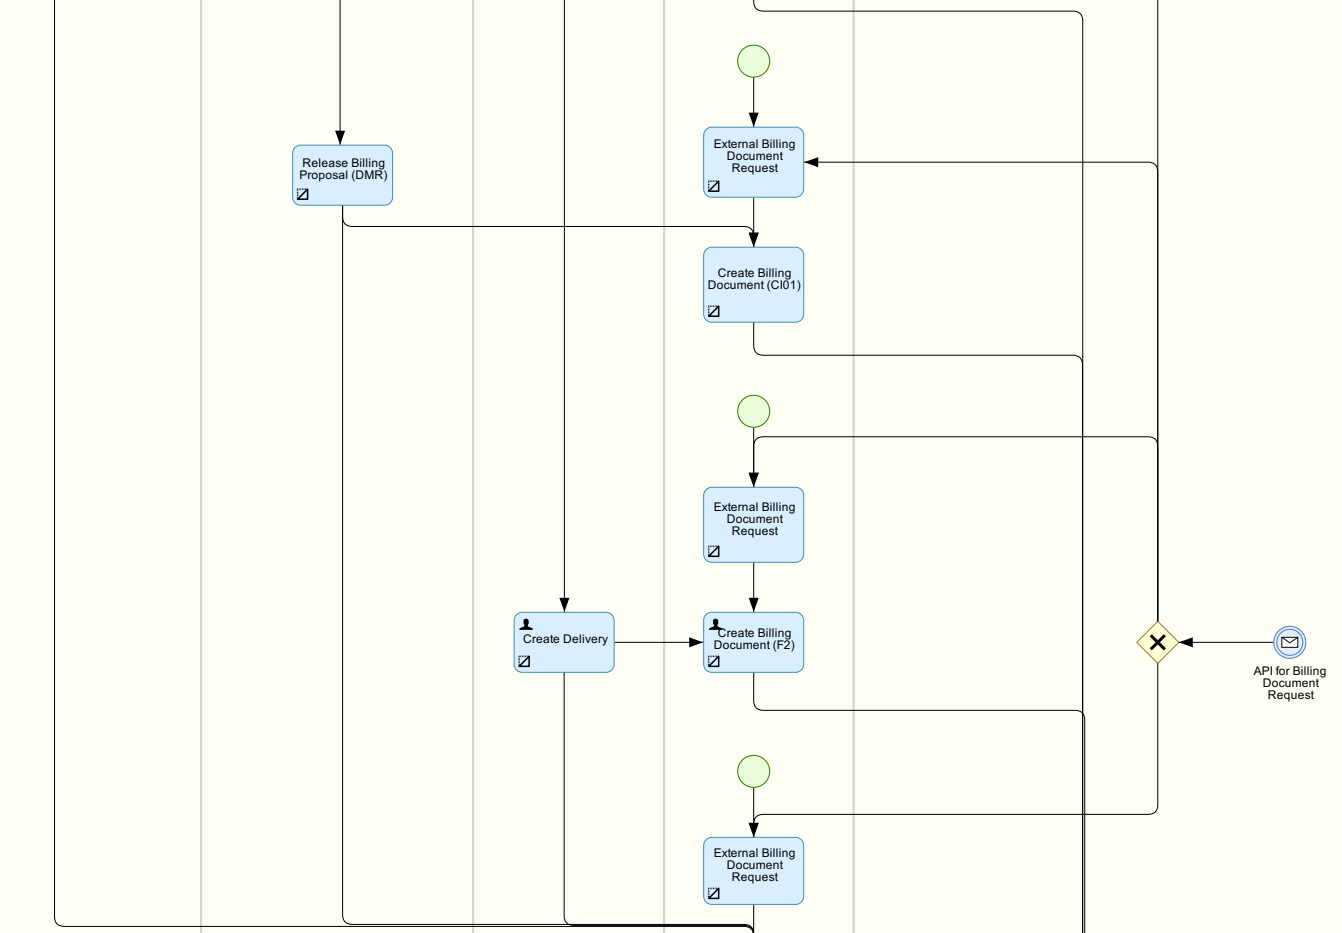 External Billing
Document
Request
Release Billing
Proposal (DMR)
Create Billing
Document (CI01)
External Billing
Document
Request
Create Delivery
Create Billing
Document (F2)
API for Billing
Document
Request
External Billing
Document
Request